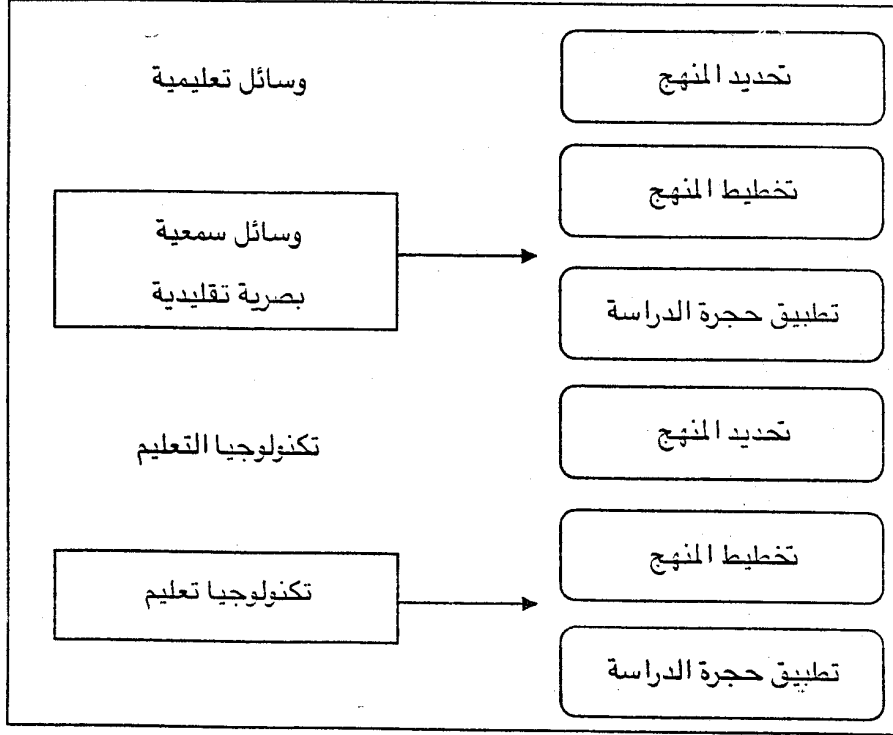 تحديد المنهج
وسائل تعليمية
تخطيط المنهج
وسائل سمعية
بصرية تقليدية
تطبيق حجرة الدراسة
تحديد المنهج
تكنولوجيا التعليم
تخطيط المنهج
تكنولوجيا تعليم
تطبيق حجرة الدراسة